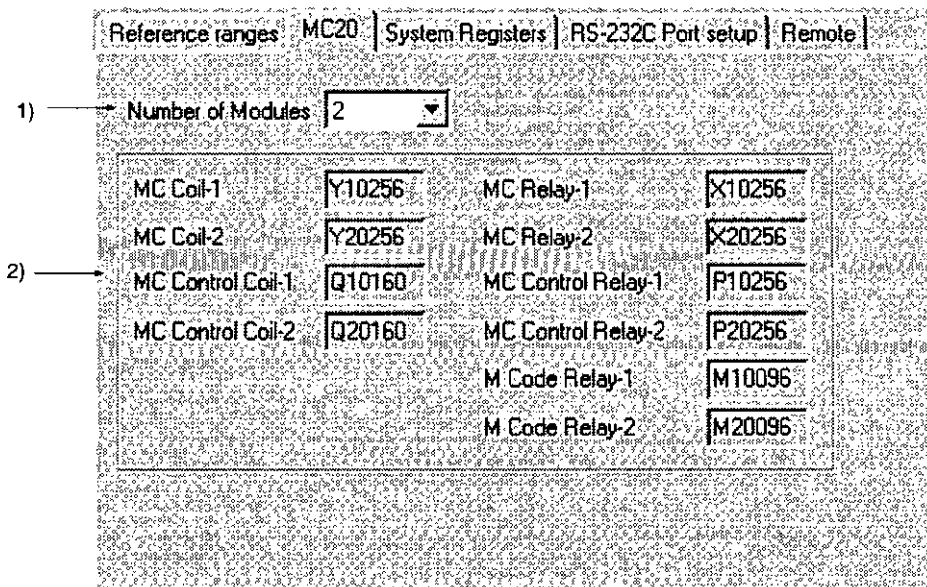 Reference ranges MC20 System Registers RS-232C Port setup Remote
1) Number of Modules 2
MC Coil-1 Y10256 MC Relay-1 X10256
MC Coil-2 Y20256 MC Relay-2 X20256
2) MC Control Coil-1 Q10160 MC Control Relay-1 P10256
MC Control Coil-2 Q20160 MC Control Relay-2 P20256
M Code Relay-1 M10096
M Code Relay-2 M20096